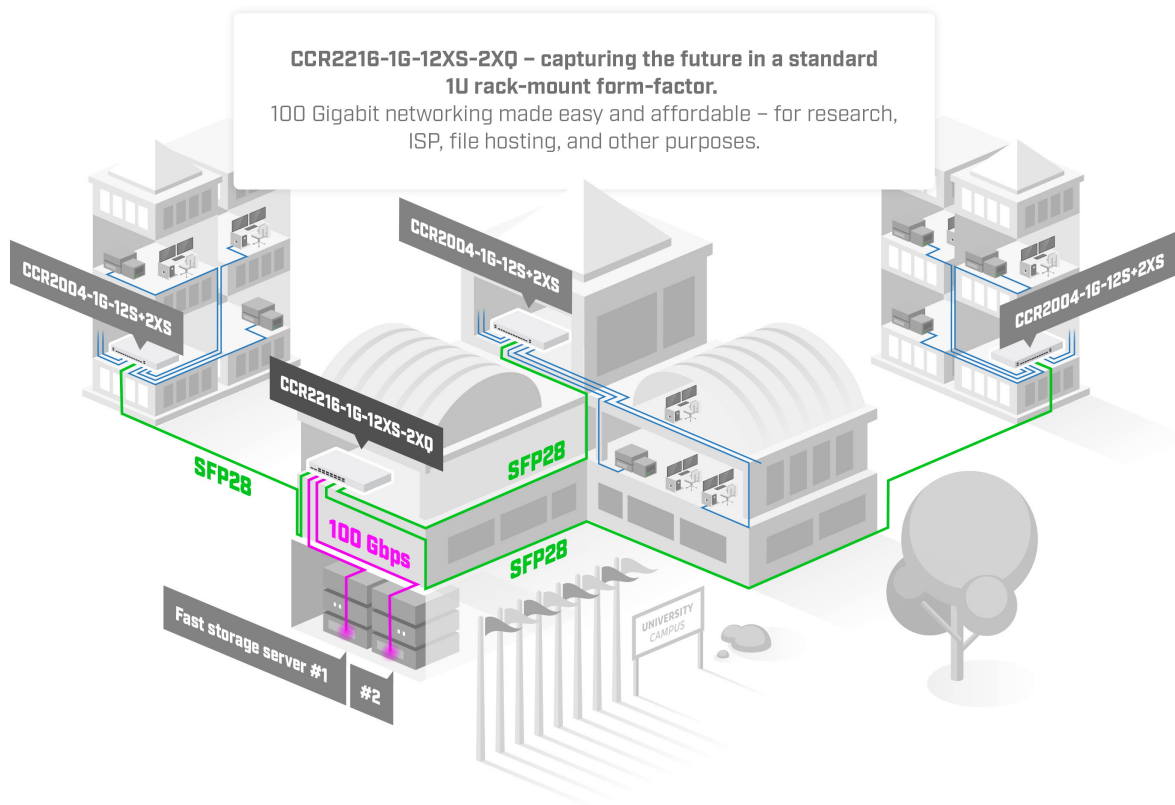 CCR2216-1G-12XS-2XQ – capturing the future in a standard
1U rack-mount form-factor.
100 Gigabit networking made easy and affordable – for research,
ISP, file hosting, and other purposes.
CCR2004-1G-12S+2XS
CCR2004-1G-12S+2XS
CCR2004-1G-12S+2XS
CCR2216-1G-12XS-2XQ
SFP28
SFP28
100 Gbps
SFP28
Fast storage server #1
#2
UNIVERSITY
CAMPUS